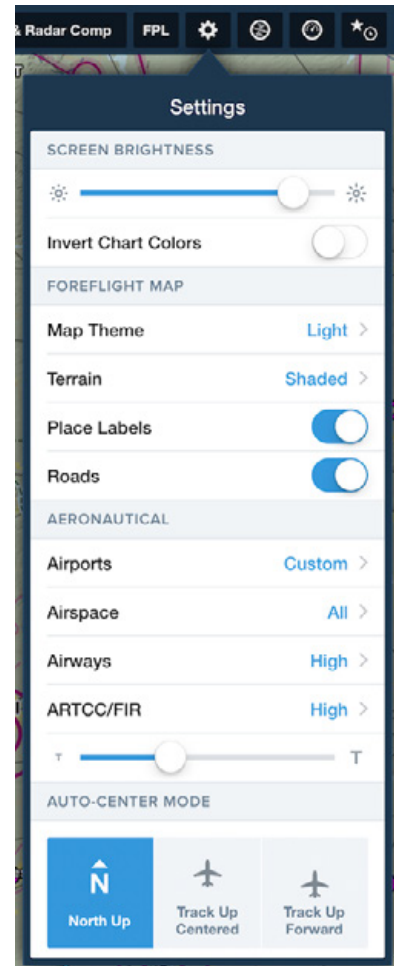 & Radar Comp FPL
Settings
SCREEN BRIGHTNESS
Invert Chart Colors
FOREFLIGHT MAP
Map Theme Light >
Terrain Shaded >
Place Labels
Roads
AERONAUTICAL
Airports Custom >
Airspace All >
Airways High >
ARTCC/FIR High >
T T
AUTO-CENTER MODE
N
North Up
Track Up
Centered
Track Up
Forward